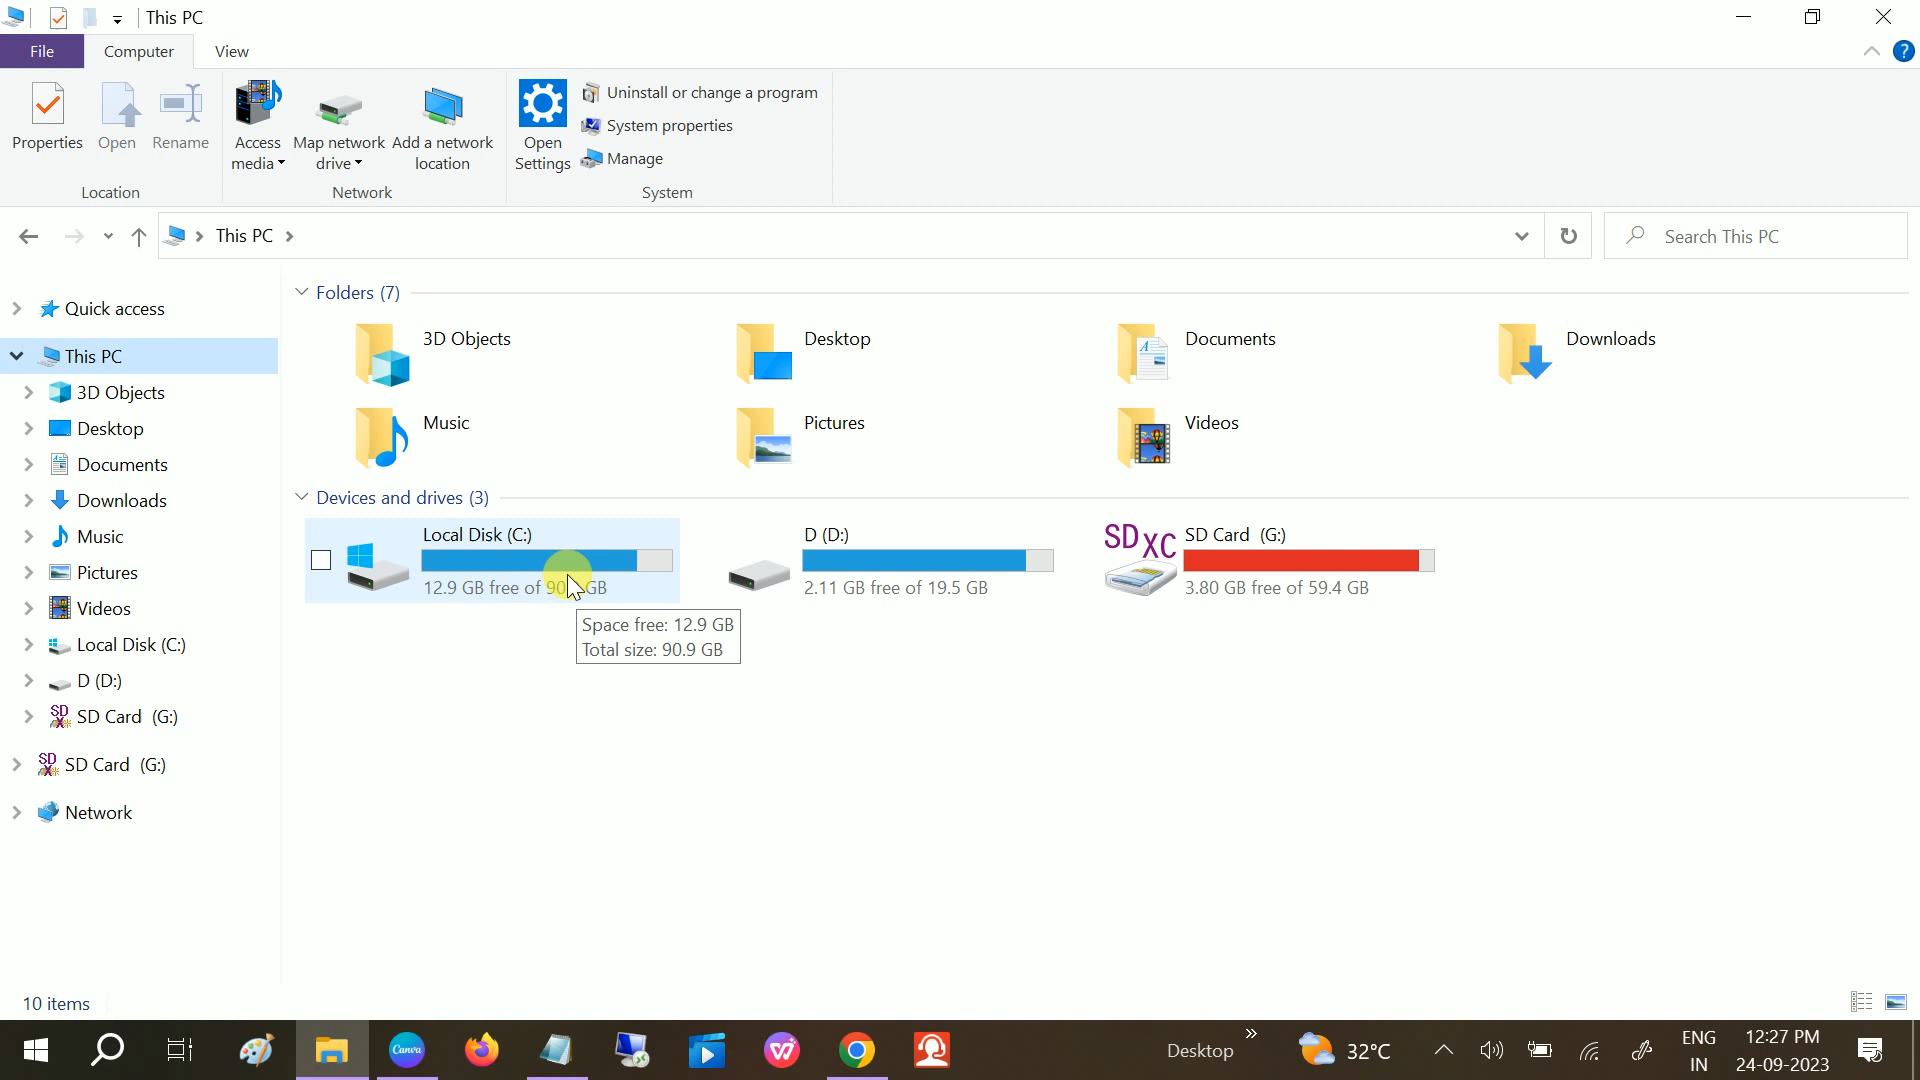 This PC
File
Computer
View
Properties
Open
Rename
Access media
Map network drive
Add a network location
Open Settings
Uninstall or change a program
System properties
Manage
Location
Network
System
This PC
Search This PC
Quick access
This PC
3D Objects
Desktop
Documents
Downloads
Music
Pictures
Videos
Local Disk (C:)
D (D:)
SD Card (G:)
SD Card (G:)
Network
Folders (7)
3D Objects
Desktop
Documents
Downloads
Music
Pictures
Videos
Devices and drives (3)
Local Disk (C:)
12.9 GB free of 90.9 GB
D (D:)
2.11 GB free of 19.5 GB
SDXC
SD Card (G:)
3.80 GB free of 59.4 GB
Space free: 12.9 GB
Total size: 90.9 GB
10 items
Canva
Desktop
32°C
ENG
IN
12:27 PM
24-09-2023